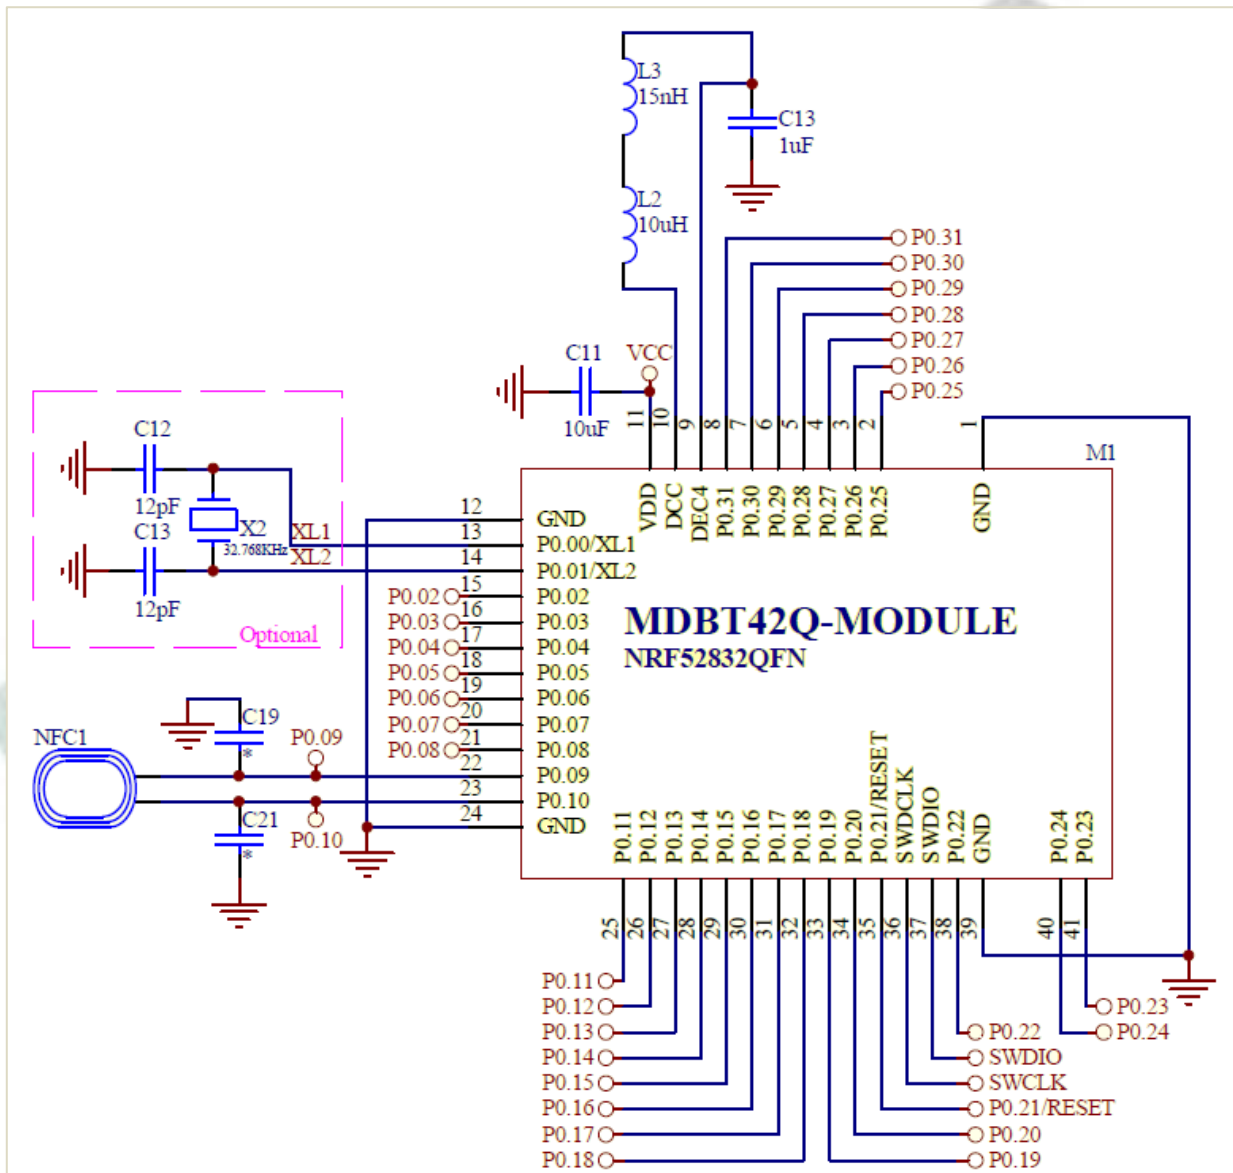 L3
15nH
C13
1uF
L2
10uH
P0.31
P0.30
P0.29
P0.28
P0.27
P0.26
P0.25
C11
10uF
VCC
11
10
9
8
7
6
5
4
3
2
1
M1
VDD
DCC
DEC4
P0.31
P0.30
P0.29
P0.28
P0.27
P0.26
P0.25
GND
C12
12pF
C13
12pF
X2
32.768KHz
XL1
XL2
Optional
12 GND
13 P0.00/XL1
14 P0.01/XL2
P0.02 15 P0.02
P0.03 16 P0.03
P0.04 17 P0.04
P0.05 18 P0.05
P0.06 19 P0.06
P0.07 20 P0.07
P0.08 21 P0.08
22 P0.09
23 P0.10
24 GND
MDBT42Q-MODULE
NRF52832QFN
NFC1
C19
*
P0.09
C21
*
P0.10
P0.11
P0.12
P0.13
P0.14
P0.15
P0.16
P0.17
P0.18
P0.19
P0.20
P0.21/RESET
SWDCLK
SWDIO
P0.22
GND
P0.24
P0.23
25
26
27
28
29
30
31
32
33
34
35
36
37
38
39
40
41
P0.11
P0.12
P0.13
P0.14
P0.15
P0.16
P0.17
P0.18
P0.22
SWDIO
SWCLK
P0.21/RESET
P0.20
P0.19
P0.23
P0.24